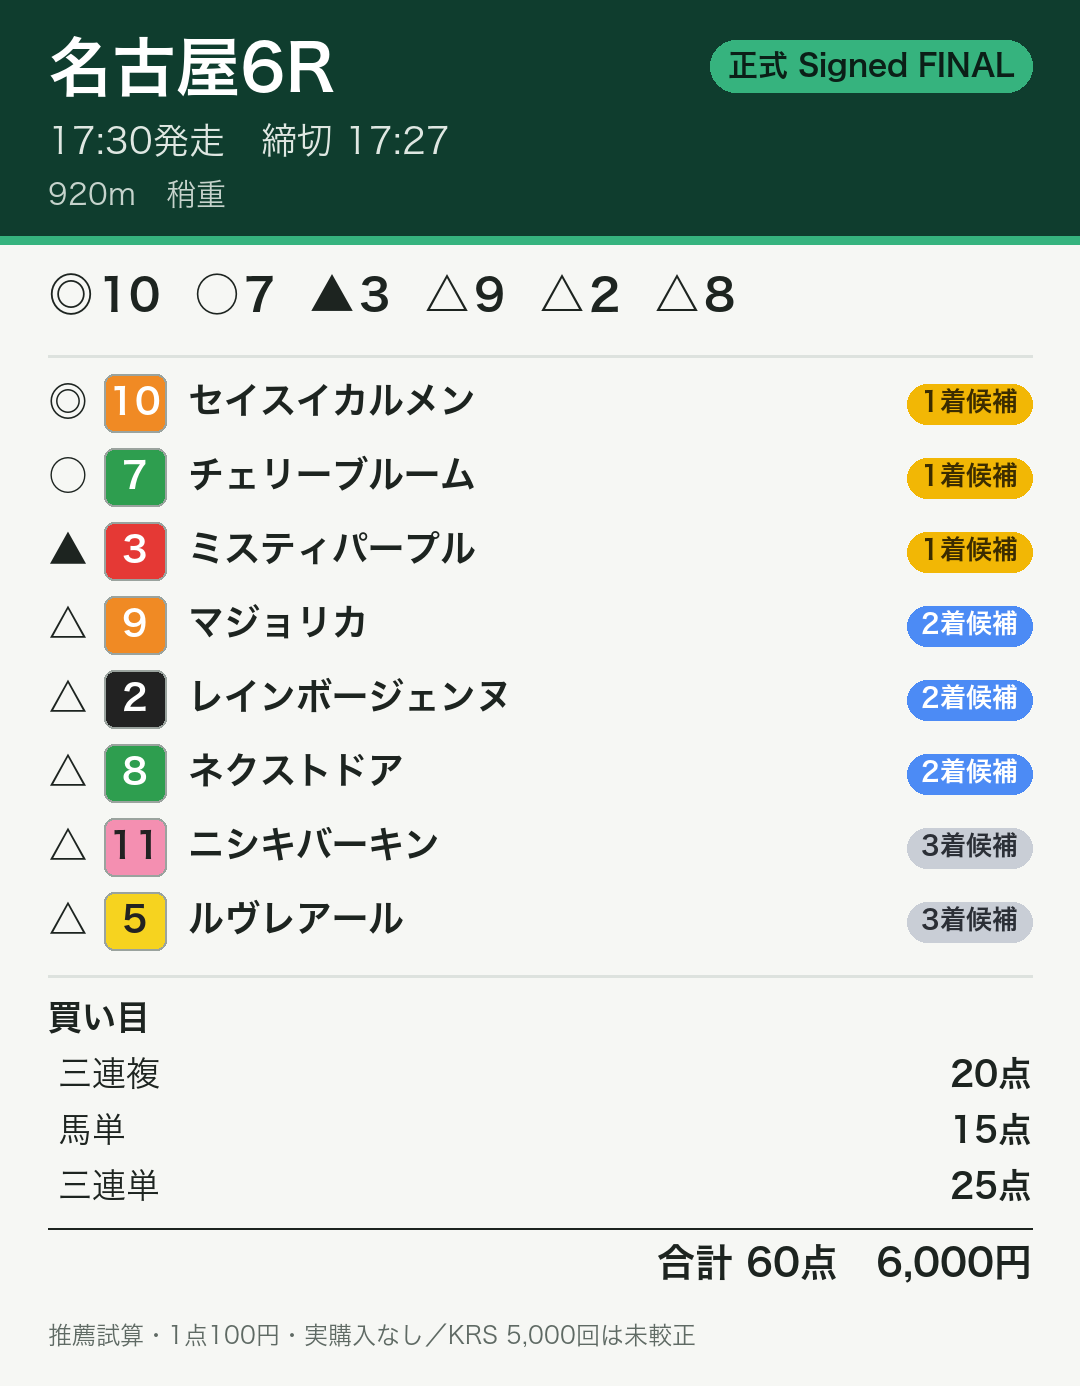 名古屋6R
正式 Signed FINAL
17:30発走 締切 17:27
920m 稍重
◎10 ○7 ▲3 △9 △2 △8
◎ 10 セイスイカルメン 1着候補
○ 7 チェリーブルーム 1着候補
▲ 3 ミスティパープル 1着候補
△ 9 マジョリカ 2着候補
△ 2 レインボージェンヌ 2着候補
△ 8 ネクストドア 2着候補
△ 11 ニシキバーキン 3着候補
△ 5 ルヴレアール 3着候補
買い目
三連複 20点
馬単 15点
三連単 25点
合計 60点 6,000円
推薦試算・1点100円・実購入なし／KRS 5,000回は未較正